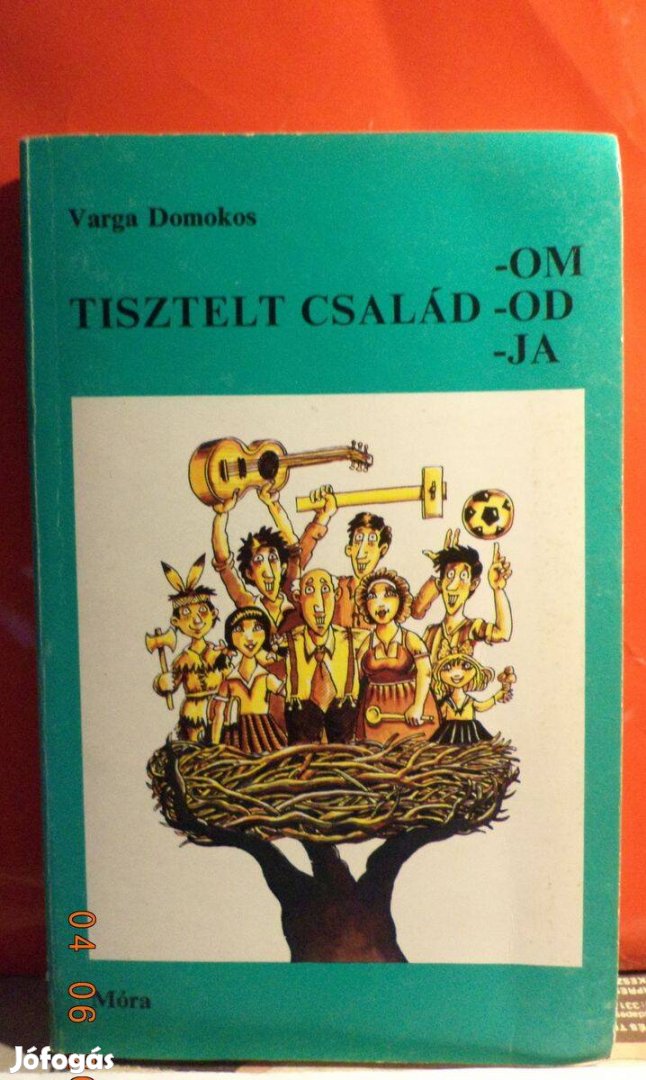 Varga Domokos
-OM
TISZTELT CSALÁD -OD
-JA
Móra
04 06
Jófogás